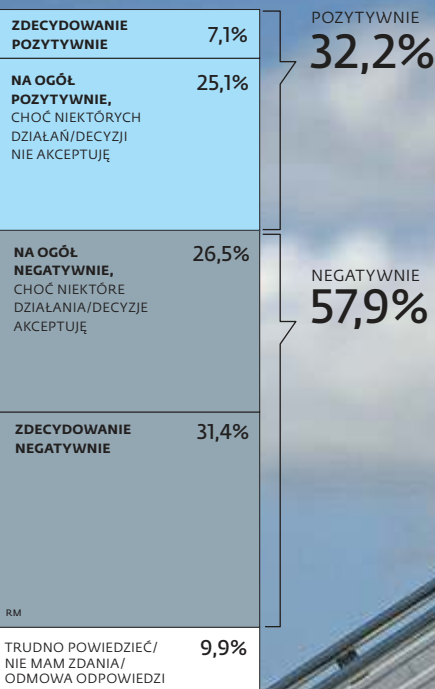 ZDECYDOWANIE
POZYTYWNIE
7,1%
NA OGÓŁ
POZYTYWNIE,
CHOĆ NIEKTÓRYCH
DZIAŁAŃ/DECYZJI
NIE AKCEPTUJĘ
25,1%
POZYTYWNIE
32,2%
NA OGÓŁ
NEGATYWNIE,
CHOĆ NIEKTÓRE
DZIAŁANIA/DECYZJE
AKCEPTUJĘ
26,5%
ZDECYDOWANIE
NEGATYWNIE
31,4%
NEGATYWNIE
57,9%
RM
TRUDNO POWIEDZIEĆ/
NIE MAM ZDANIA/
ODMOWA ODPOWIEDZI
9,9%